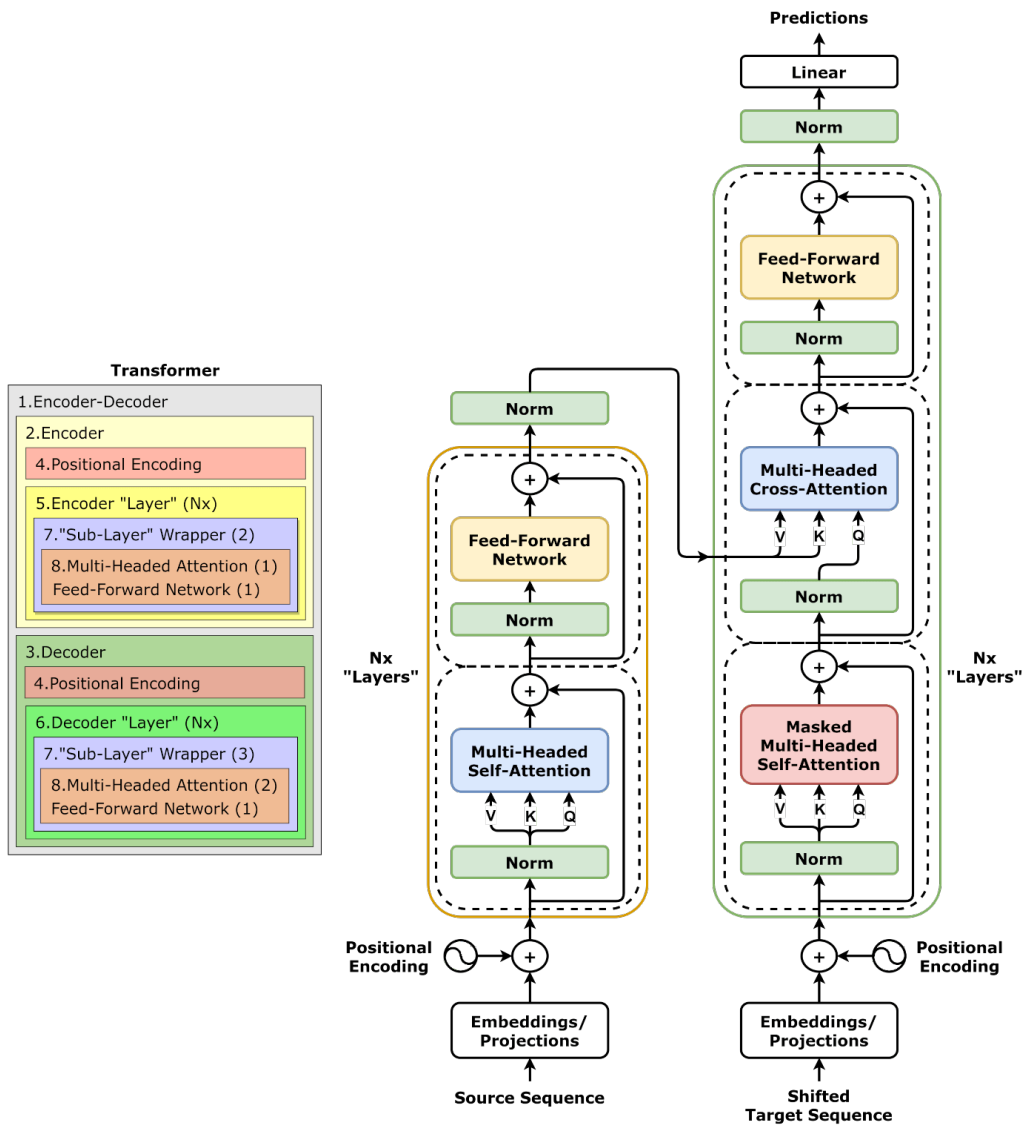 Transformer
1.Encoder-Decoder
2.Encoder
4.Positional Encoding
5.Encoder "Layer" (Nx)
7."Sub-Layer" Wrapper (2)
8.Multi-Headed Attention (1)
Feed-Forward Network (1)
3.Decoder
4.Positional Encoding
6.Decoder "Layer" (Nx)
7."Sub-Layer" Wrapper (3)
8.Multi-Headed Attention (2)
Feed-Forward Network (1)
Norm
+
Feed-Forward
Network
Norm
Nx
"Layers"
+
Multi-Headed
Self-Attention
V K Q
Norm
Positional
Encoding
+
Embeddings/
Projections
Source Sequence
Predictions
Linear
Norm
+
Feed-Forward
Network
Norm
+
Multi-Headed
Cross-Attention
V K Q
Norm
Nx
"Layers"
+
Masked
Multi-Headed
Self-Attention
V K Q
Norm
+
Positional
Encoding
Embeddings/
Projections
Shifted
Target Sequence